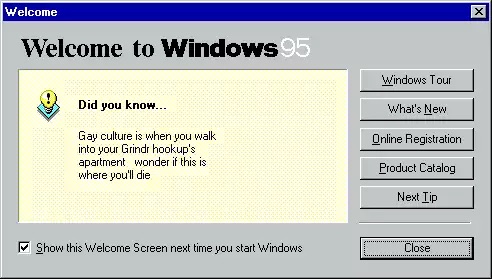 Welcome
Welcome to Windows95
Did you know...
Gay culture is when you walk
into your Grindr hookup's
apartment wonder if this is
where you'll die
Windows Tour
What's New
Online Registration
Product Catalog
Next Tip
Show this Welcome Screen next time you start Windows
Close